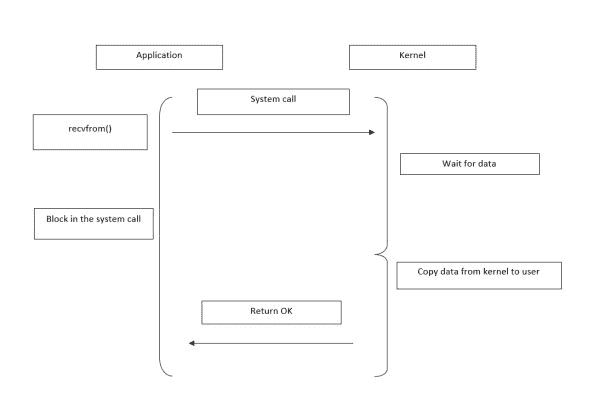 Application
Kernel
System call
recvfrom()
Wait for data
Block in the system call
Copy data from kernel to user
Return OK